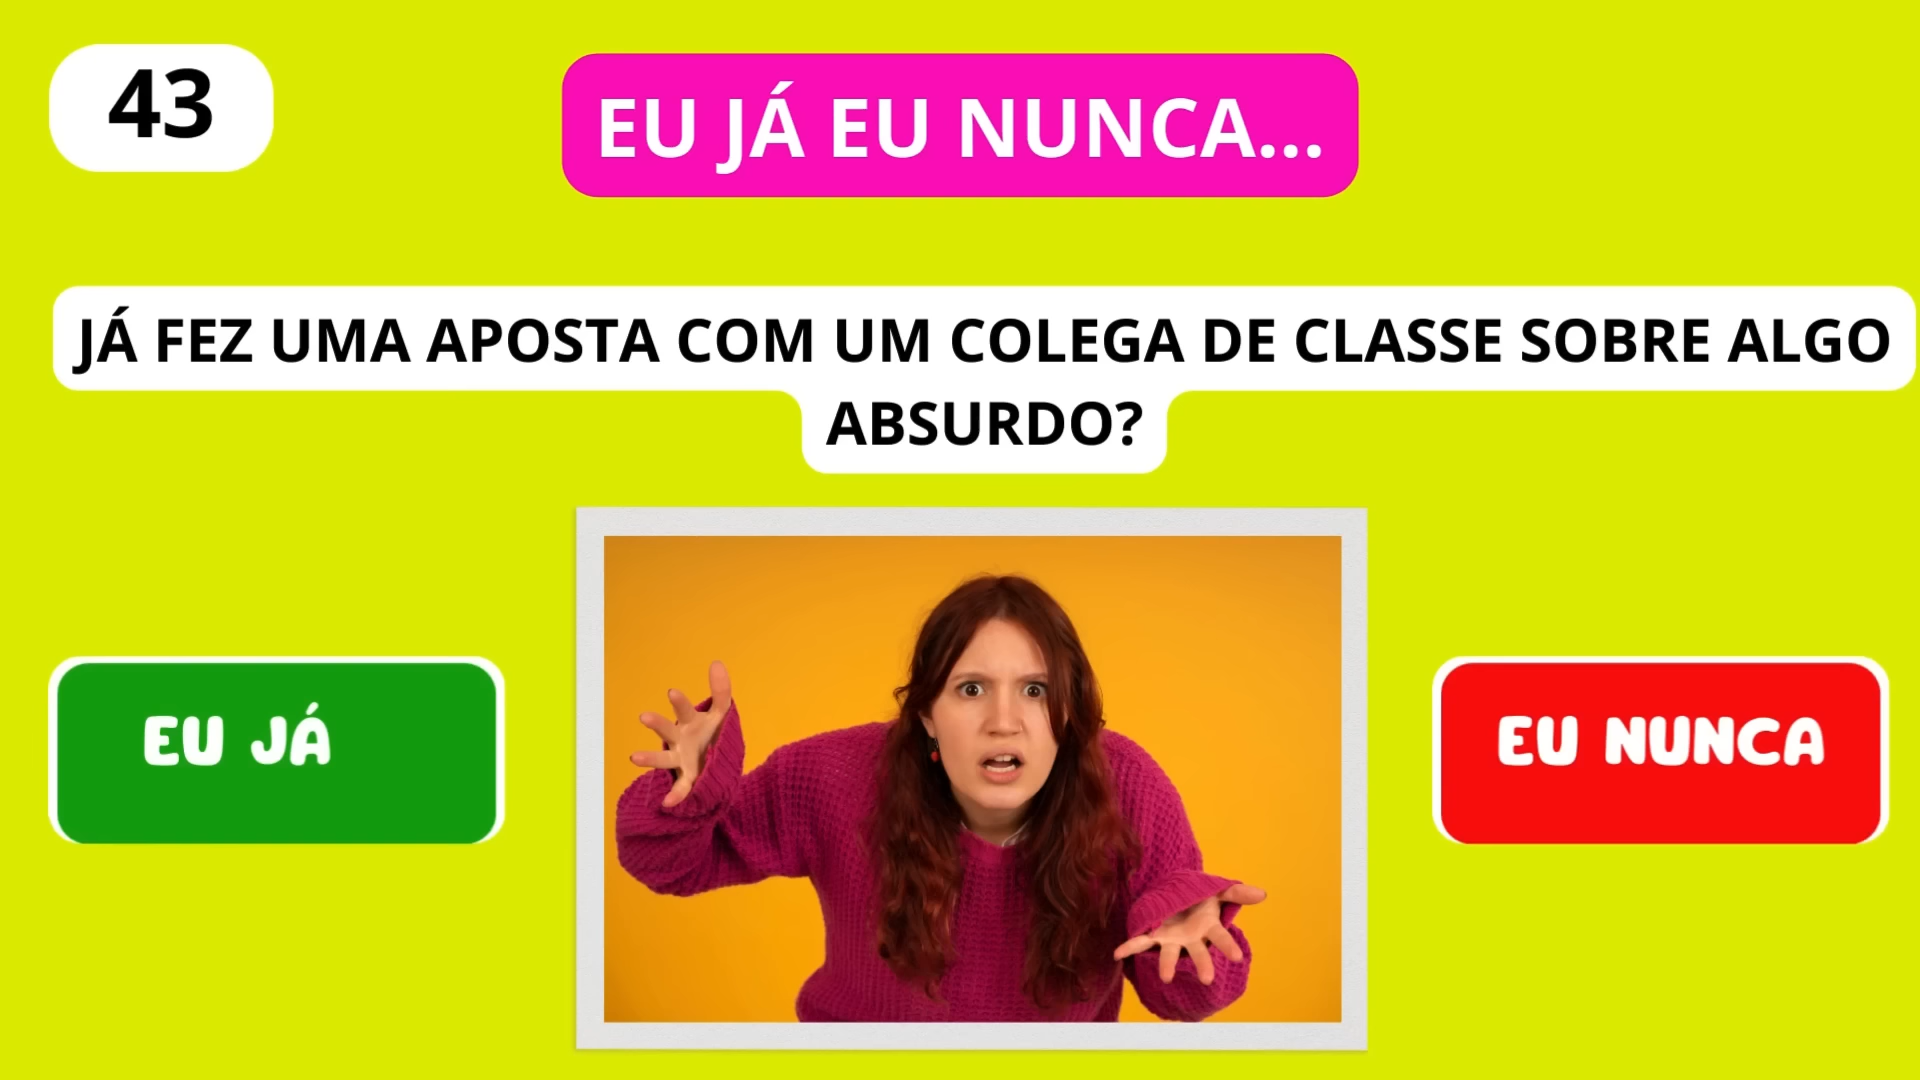 43
EU JÁ EU NUNCA...
JÁ FEZ UMA APOSTA COM UM COLEGA DE CLASSE SOBRE ALGO
ABSURDO?
EU JÁ
EU NUNCA